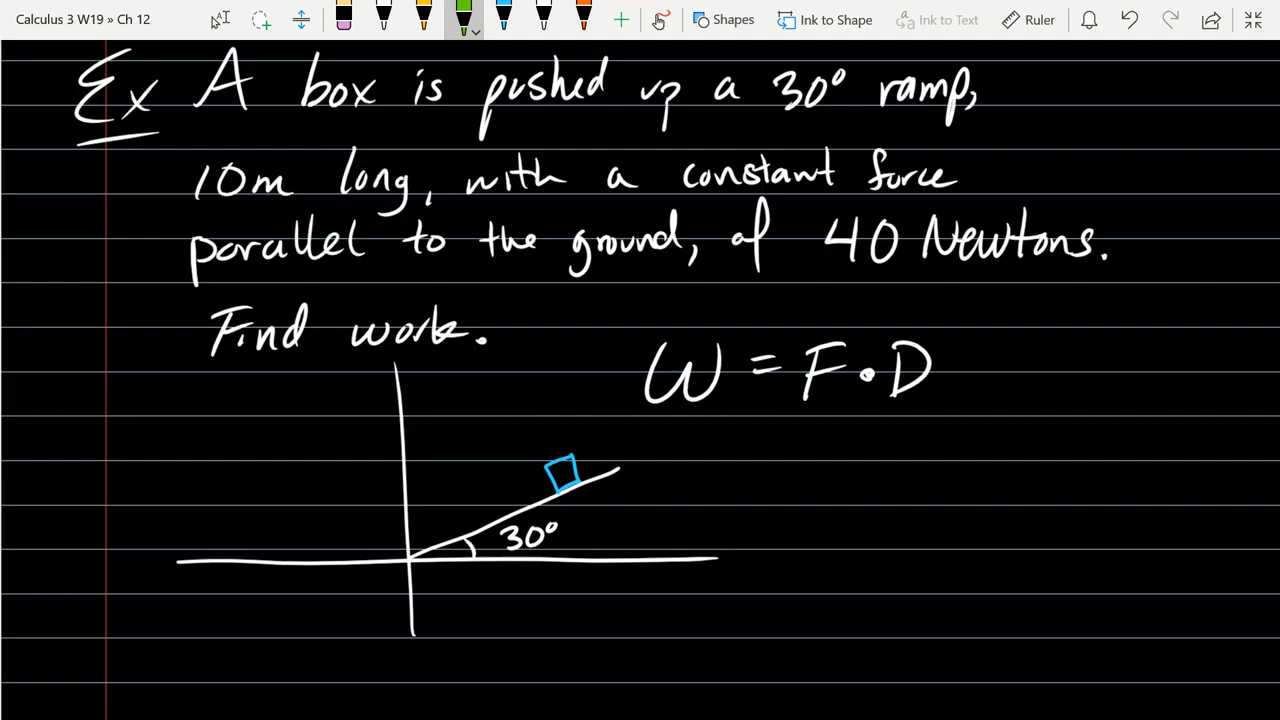 Calculus 3 W19 » Ch 12
Shapes
Ink to Shape
Ink to Text
Ruler
Ex A box is pushed up a 30° ramp,
10m long, with a constant force
parallel to the ground, of 40 Newtons.
Find work.
W = F • D
30°